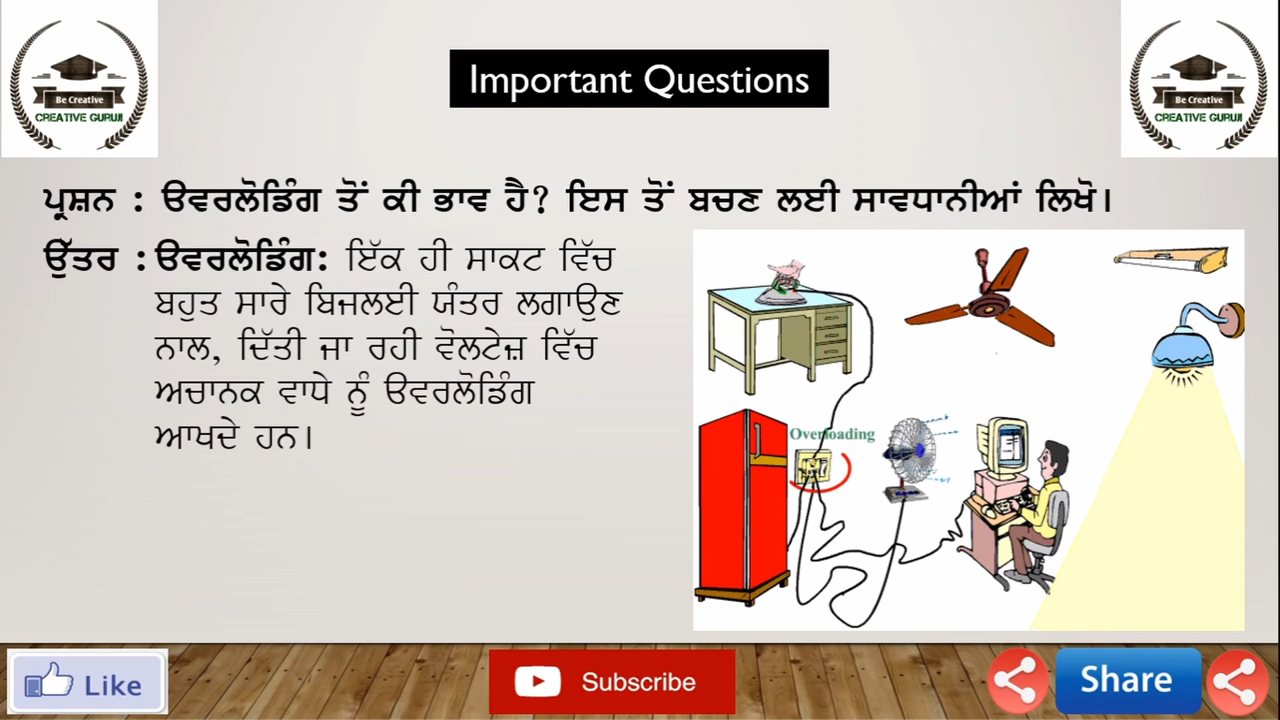 Be Creative
CREATIVE GURUJI
Important Questions
Be Creative
CREATIVE GURUJI
ਪ੍ਰਸ਼ਨ : ਓਵਰਲੋਡਿੰਗ ਤੋਂ ਕੀ ਭਾਵ ਹੈ? ਇਸ ਤੋਂ ਬਚਣ ਲਈ ਸਾਵਧਾਨੀਆਂ ਲਿਖੋ।
ਉੱਤਰ : ਓਵਰਲੋਡਿੰਗ: ਇੱਕ ਹੀ ਸਾਕਟ ਵਿੱਚ
ਬਹੁਤ ਸਾਰੇ ਬਿਜਲਈ ਯੰਤਰ ਲਗਾਉਣ
ਨਾਲ, ਦਿੱਤੀ ਜਾ ਰਹੀ ਵੋਲਟੇਜ਼ ਵਿੱਚ
ਅਚਾਨਕ ਵਾਧੇ ਨੂੰ ਓਵਰਲੋਡਿੰਗ
ਆਖਦੇ ਹਨ।
Overloading
Like
Subscribe
Share